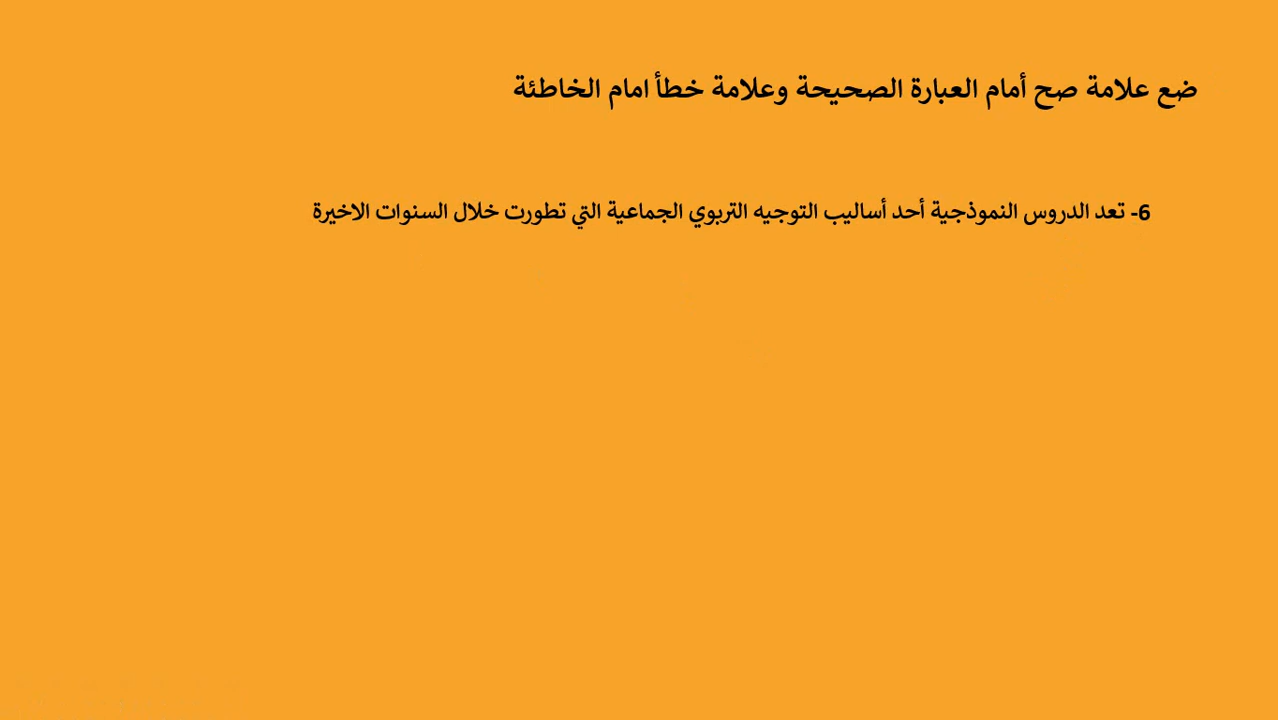 ضع علامة صح أمام العبارة الصحيحة وعلامة خطأ امام الخاطئة
6- تعد الدروس النموذجية أحد أساليب التوجيه التربوي الجماعية التي تطورت خلال السنوات الاخيرة